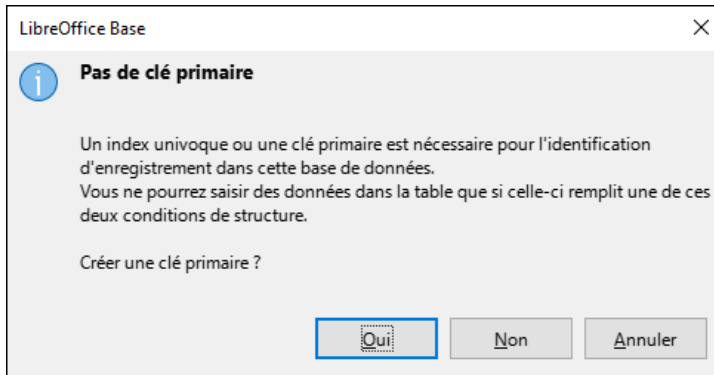 LibreOffice Base
Pas de clé primaire
Un index univoque ou une clé primaire est nécessaire pour l'identification
d'enregistrement dans cette base de données.
Vous ne pourrez saisir des données dans la table que si celle-ci remplit une de ces
deux conditions de structure.
Créer une clé primaire ?
Oui
Non
Annuler